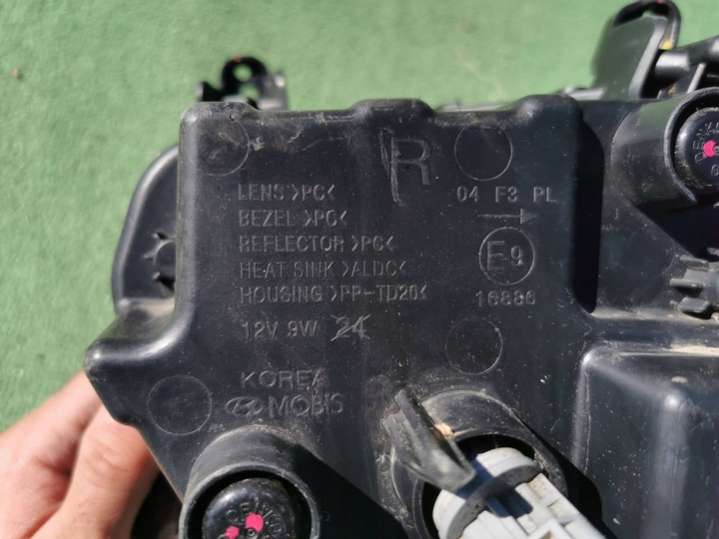 R
LENS >PC<
BEZEL >PC<
REFLECTOR >PC<
HEAT SINK >ALDC<
HOUSING >PP-TD20<
12V 9W 24
KOREA
MOBIS
04 F3 PL
E9
16886